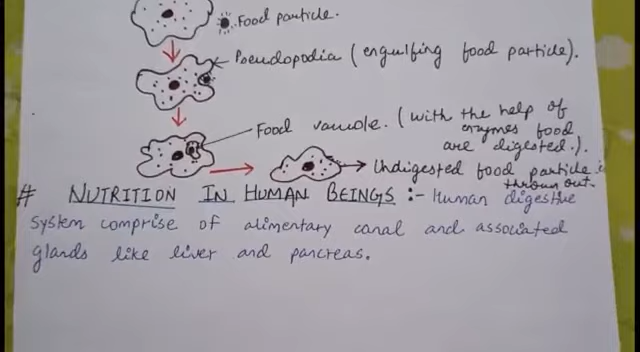 Food particle.
Pseudopodia (engulfing food particle).
Food vacuole. (with the help of
enzymes food
are digested.).
Undigested food particle is
thrown out.
# NUTRITION IN HUMAN BEINGS :- Human digestive
system comprise of alimentary canal and associated
glands like liver and pancreas.